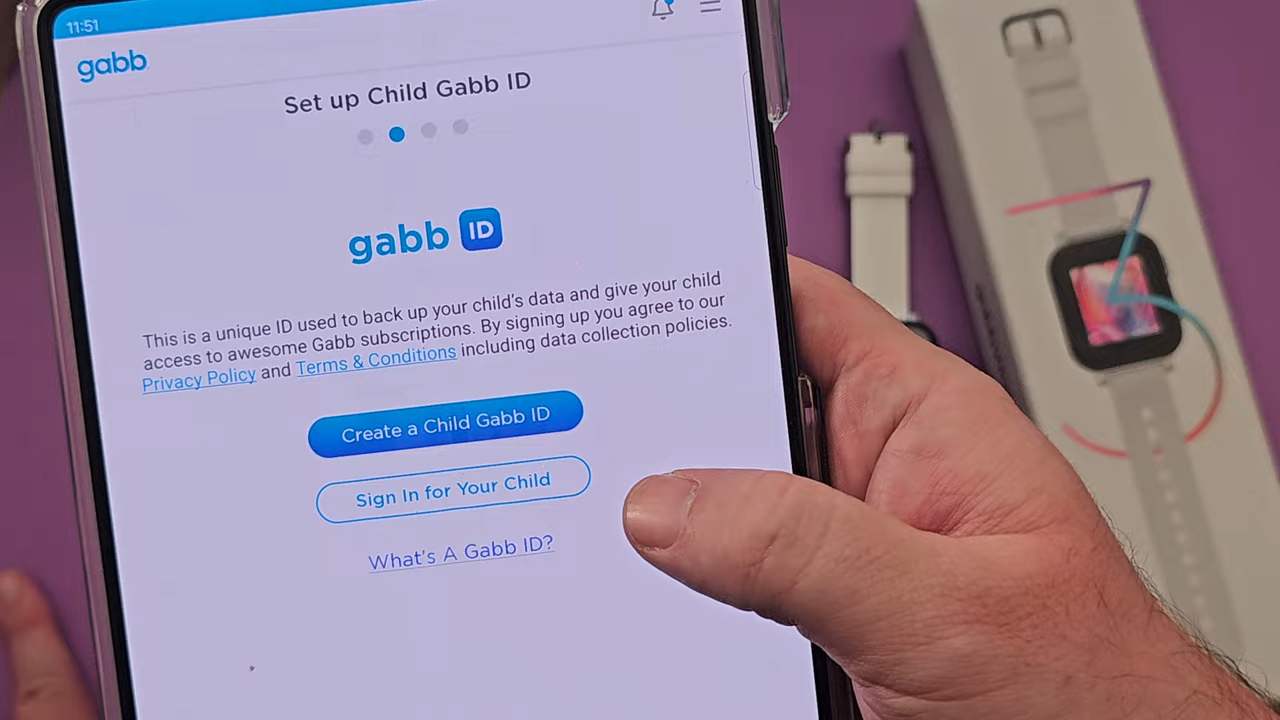 11:51
gabb
Set up Child Gabb ID
gabb ID
This is a unique ID used to back up your child's data and give your child
access to awesome Gabb subscriptions. By signing up you agree to our
Privacy Policy and Terms & Conditions including data collection policies.
Create a Child Gabb ID
Sign In for Your Child
What's A Gabb ID?
3